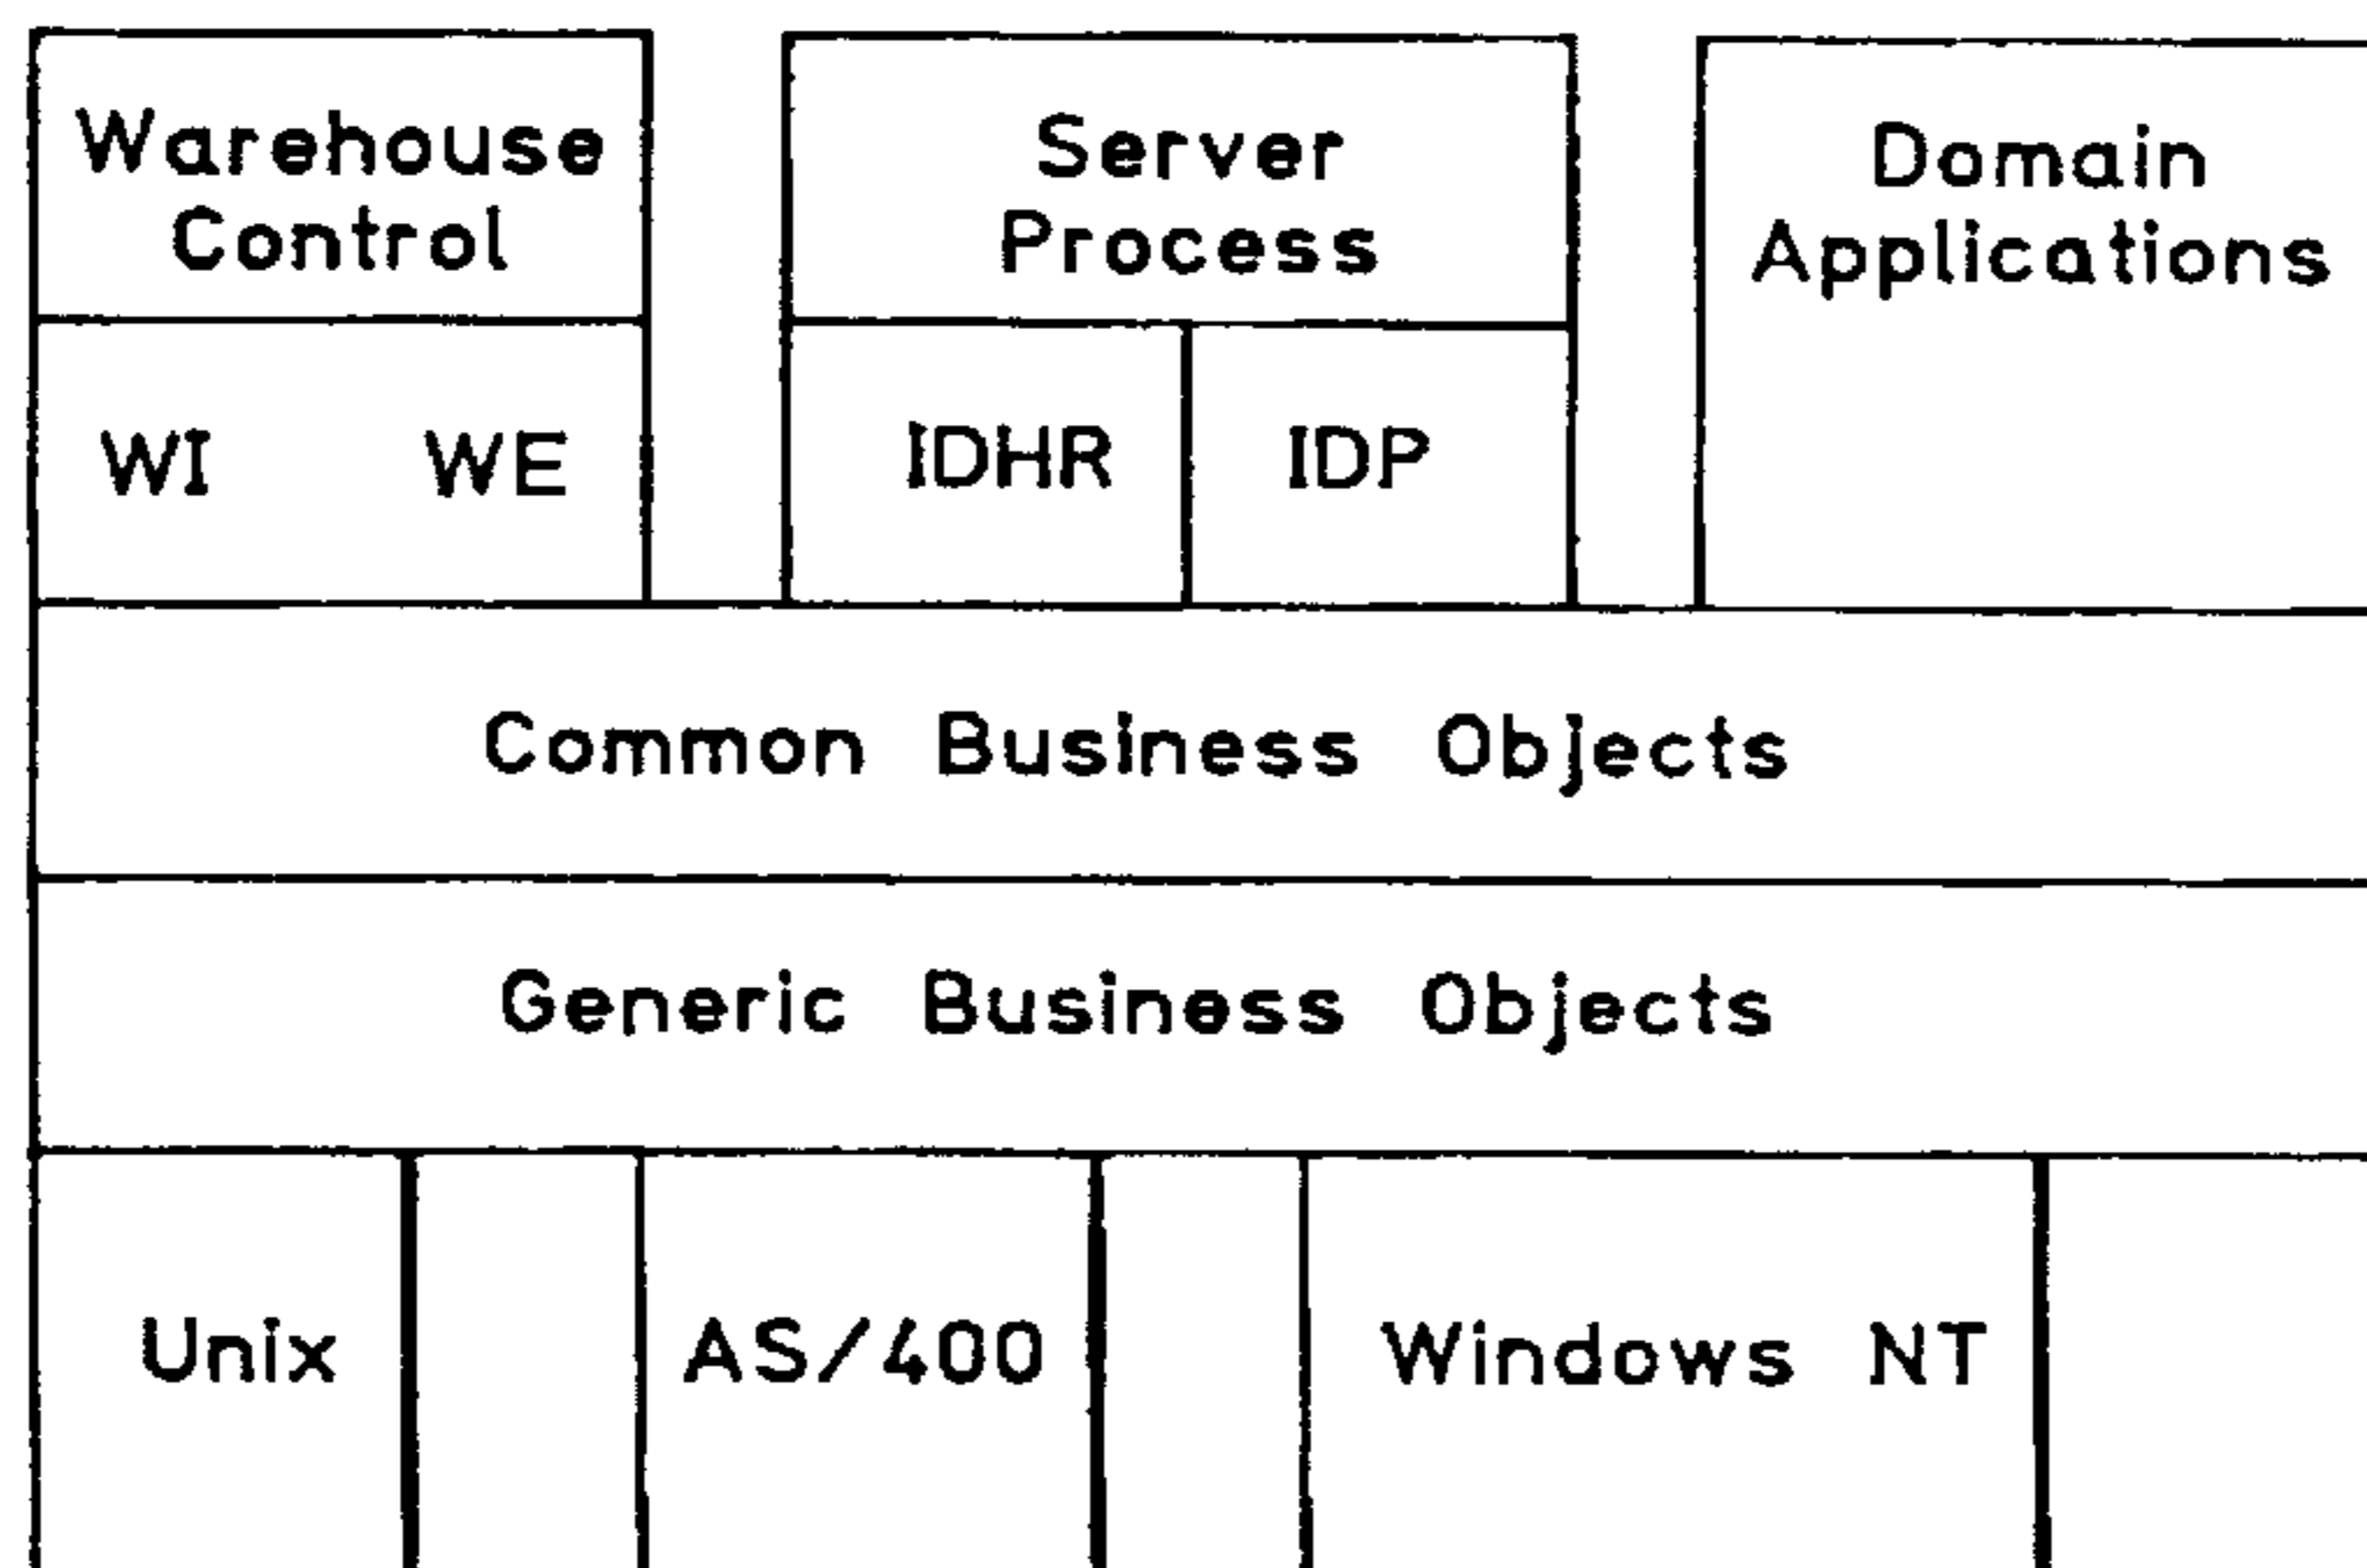 Warehouse
Control
Server
Process
Domain
Applications
WI WE
IDHR IDP
Common Business Objects
Generic Business Objects
Unix AS/400 Windows NT